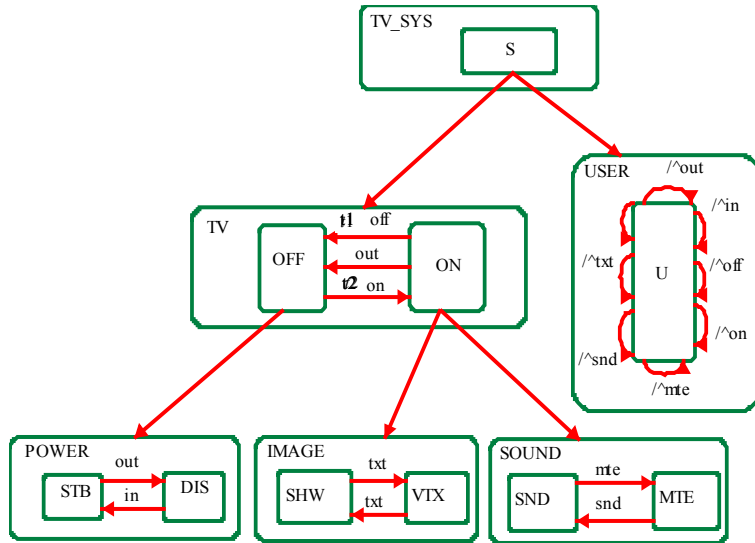 TV_SYS
S
USER
/^out
/^in
/^txt
/^off
U
/^on
/^snd
/^mte
TV
t1 off
OFF
out
ON
t2 on
POWER
out
STB
DIS
in
IMAGE
txt
SHW
VTX
txt
SOUND
mte
SND
MTE
snd